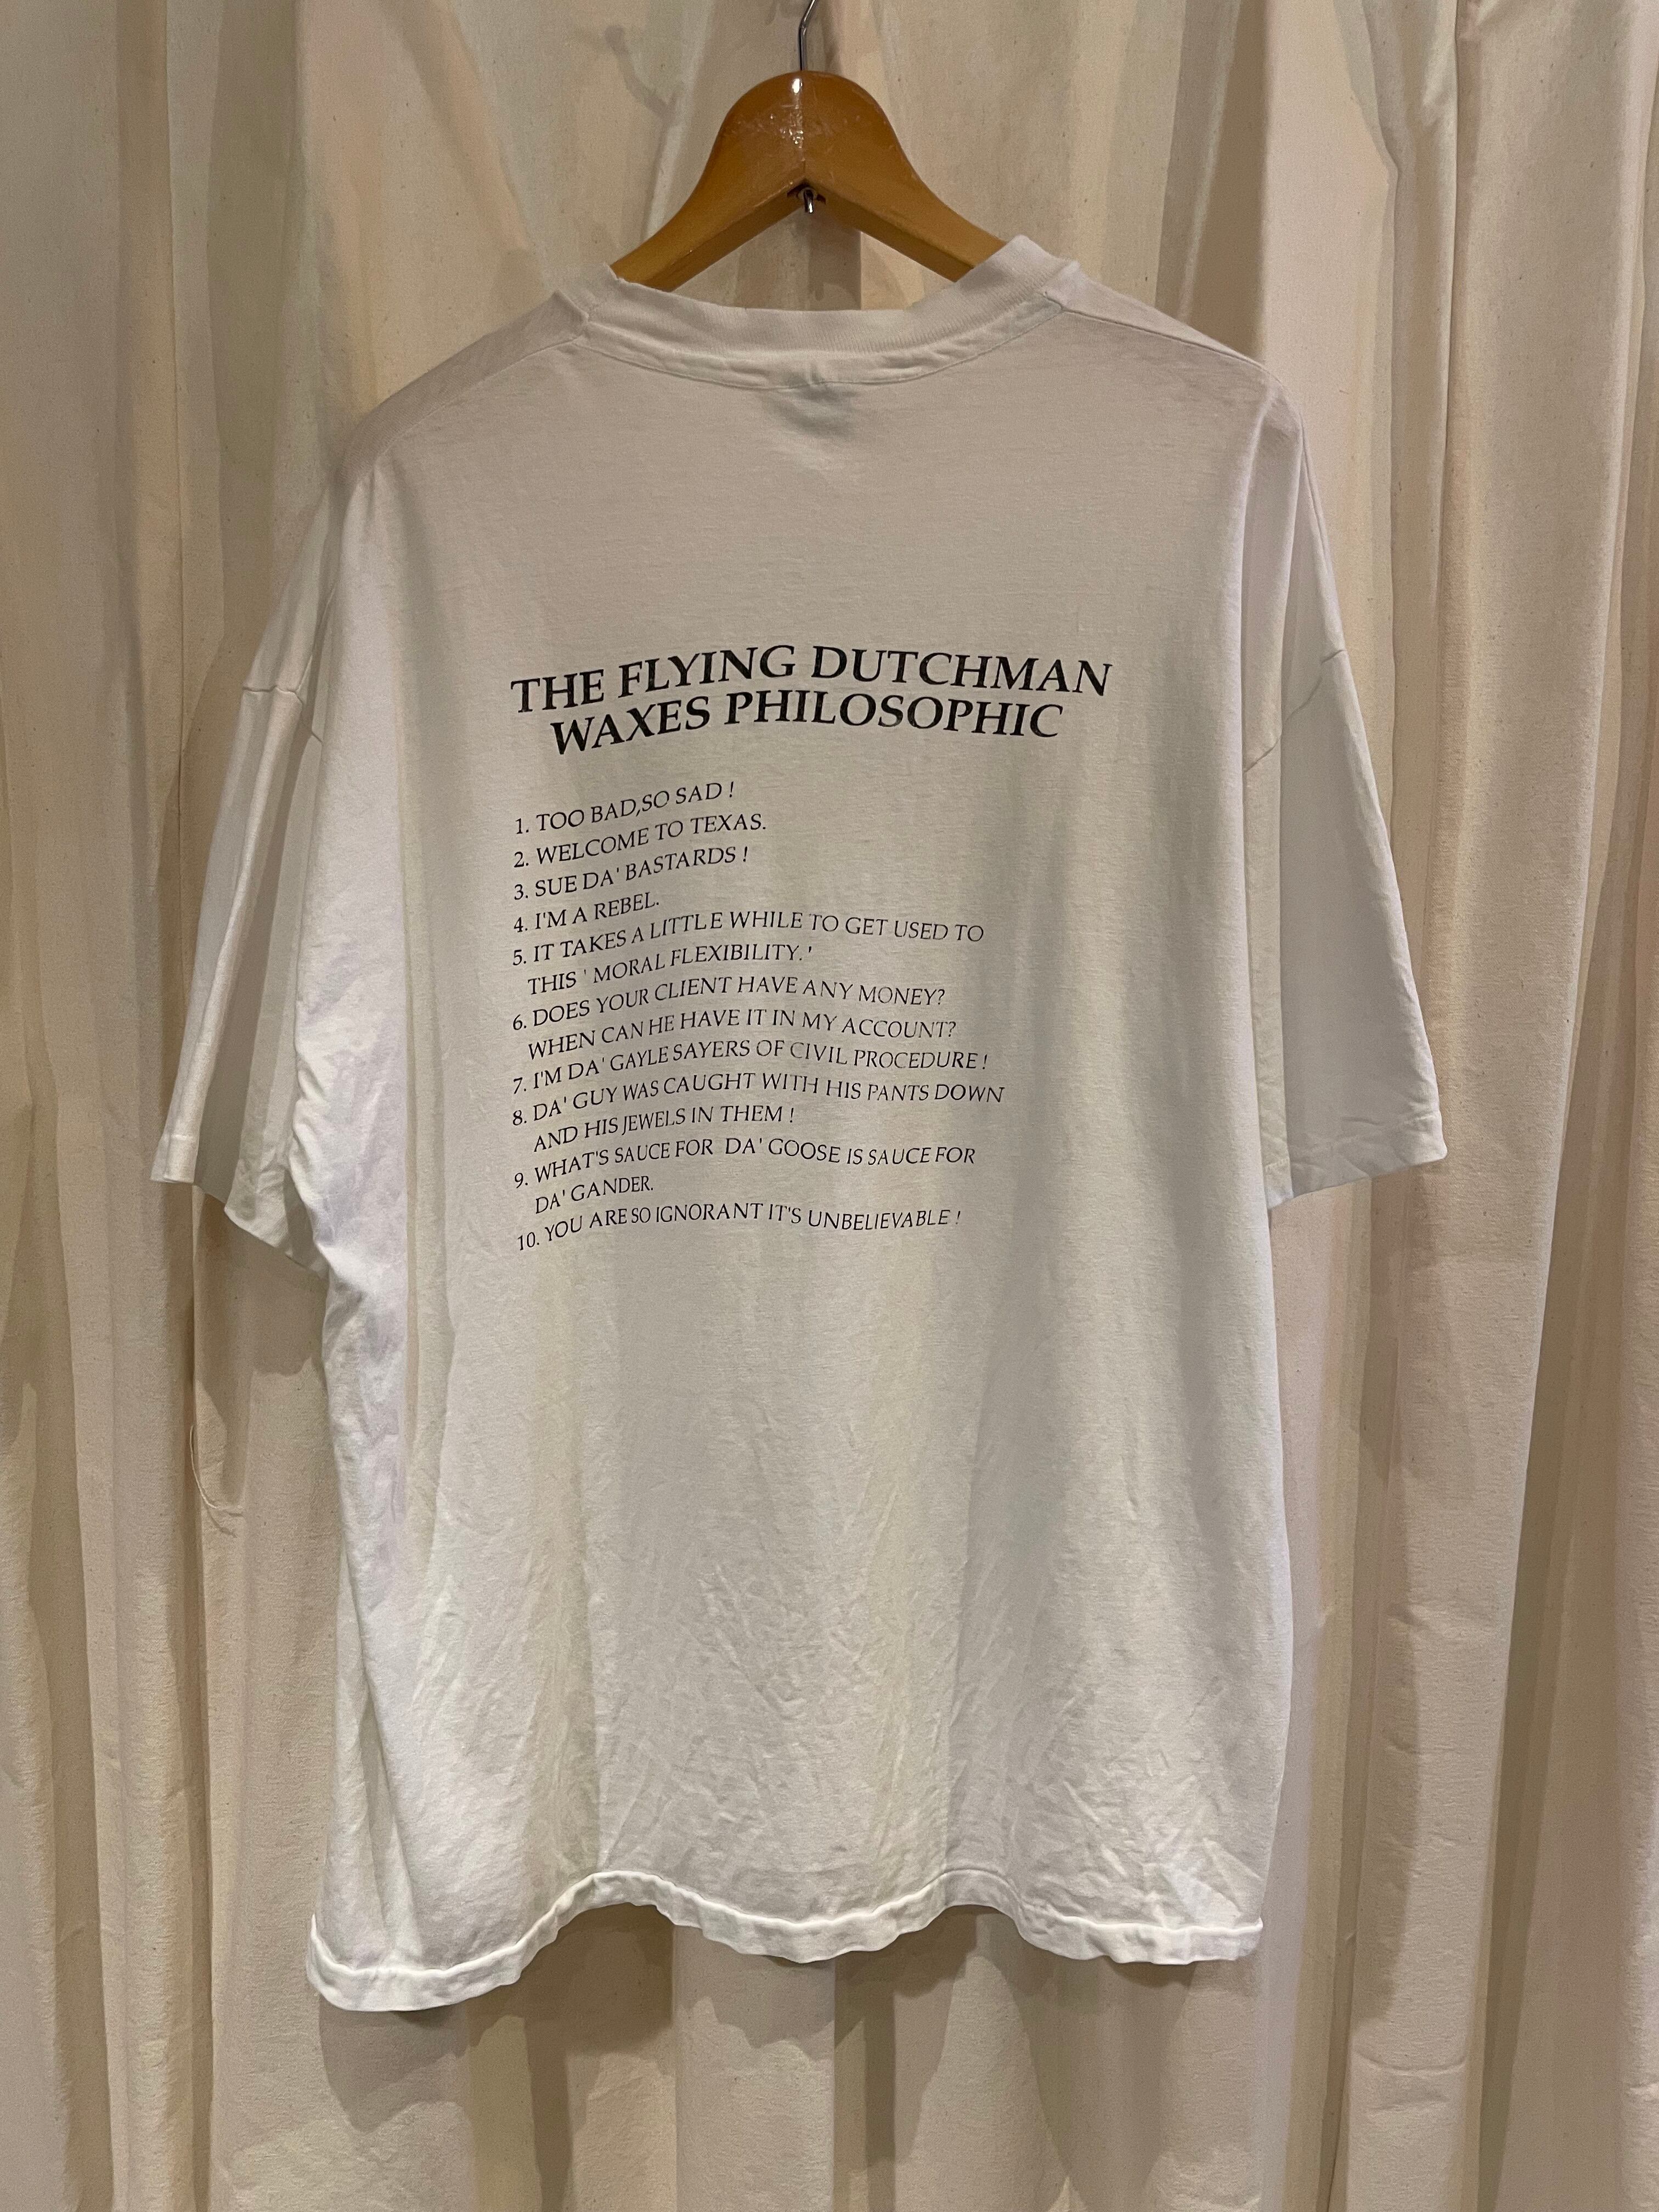 THE FLYING DUTCHMAN
WAXES PHILOSOPHIC
1. TOO BAD,SO SAD !
2. WELCOME TO TEXAS.
3. SUE DA' BASTARDS !
4. I'M A REBEL.
5. IT TAKES A LITTLE WHILE TO GET USED TO
THIS ' MORAL FLEXIBILITY.'
6. DOES YOUR CLIENT HAVE ANY MONEY?
WHEN CAN HE HAVE IT IN MY ACCOUNT?
7. I'M DA' GAYLE SAYERS OF CIVIL PROCEDURE !
8. DA' GUY WAS CAUGHT WITH HIS PANTS DOWN
AND HIS JEWELS IN THEM !
9. WHAT'S SAUCE FOR DA' GOOSE IS SAUCE FOR
DA' GANDER.
10. YOU ARE SO IGNORANT IT'S UNBELIEVABLE !